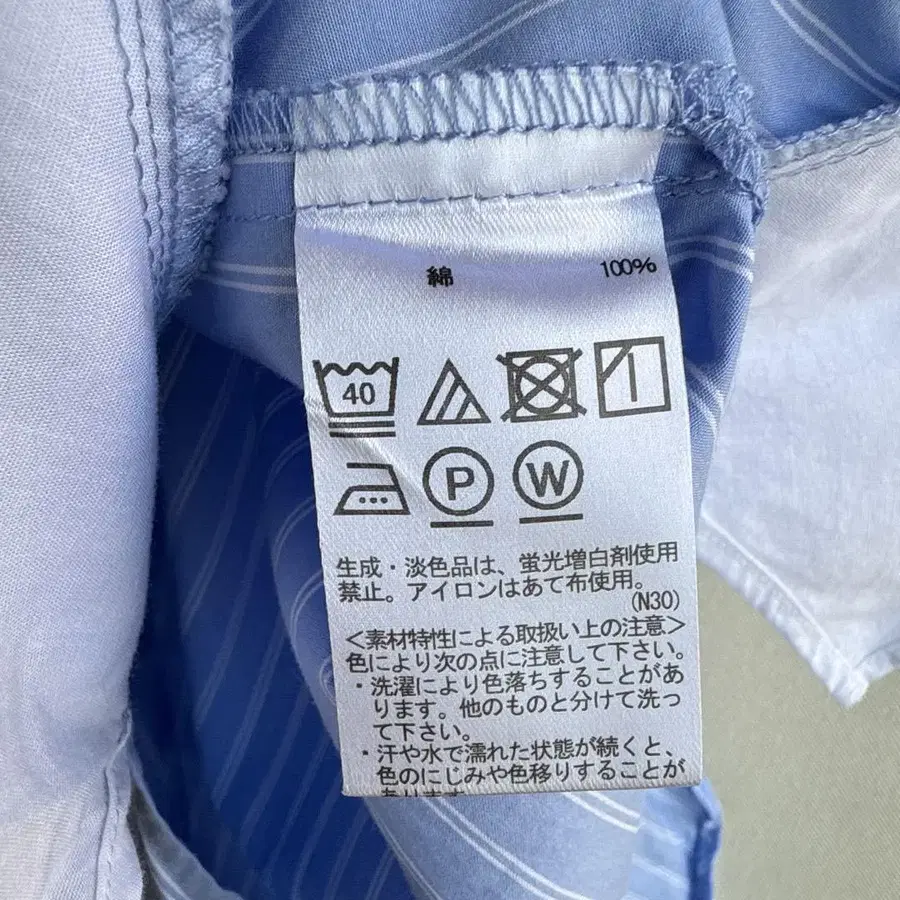 綿 100%
40
P W
生成・淡色品は、蛍光増白剤使用
禁止。アイロンはあて布使用。
(N30)
＜素材特性による取扱い上の注意＞
色により次の点に注意して下さい。
・洗濯により色落ちすることがあ
ります。他のものと分けて洗っ
て下さい。
・汗や水で濡れた状態が続くと、
色のにじみや色移りすることが
あります